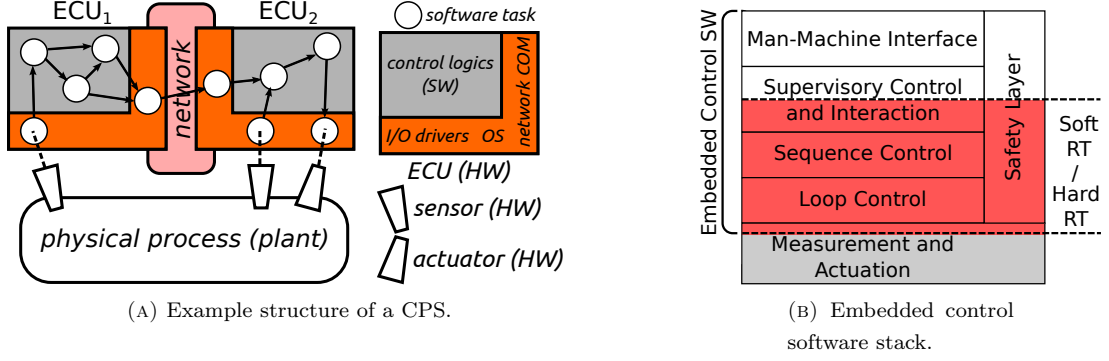 ECU1
ECU2
network
software task
control logics
(SW)
network COM
I/O drivers OS
ECU (HW)
sensor (HW)
actuator (HW)
physical process (plant)
(A) Example structure of a CPS.
Embedded Control SW
Man-Machine Interface
Supervisory Control
and Interaction
Sequence Control
Loop Control
Safety Layer
Measurement and
Actuation
Soft
RT
/
Hard
RT
(B) Embedded control
software stack.